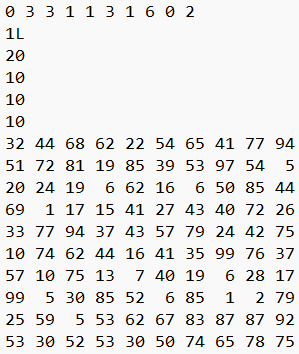 0 3 3 1 1 3 1 6 0 2
1L
20
10
10
10
32 44 68 62 22 54 65 41 77 94
51 72 81 19 85 39 53 97 54  5
20 24 19  6 62 16  6 50 85 44
69  1 17 15 41 27 43 40 72 26
33 77 94 37 43 57 79 24 42 75
10 74 62 44 16 41 35 99 76 37
57 10 75 13  7 40 19  6 28 17
99  5 30 85 52  6 85  1  2 79
25 59  5 53 62 67 83 87 87 92
53 30 52 53 30 50 74 65 78 75